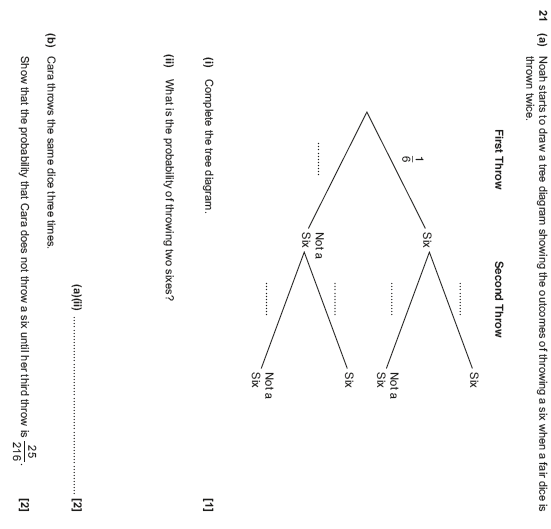 21 (a) Noah starts to draw a tree diagram showing the outcomes of throwing a six when a fair dice is
thrown twice.
First Throw Second Throw
1/6
..........
Six
Not a
Six
..........
..........
..........
..........
Six
Not a
Six
Six
Not a
Six
(i) Complete the tree diagram. [1]
(ii) What is the probability of throwing two sixes?
(a)(ii) .................................................. [2]
(b) Cara throws the same dice three times.
Show that the probability that Cara does not throw a six until her third throw is 25/216. [2]